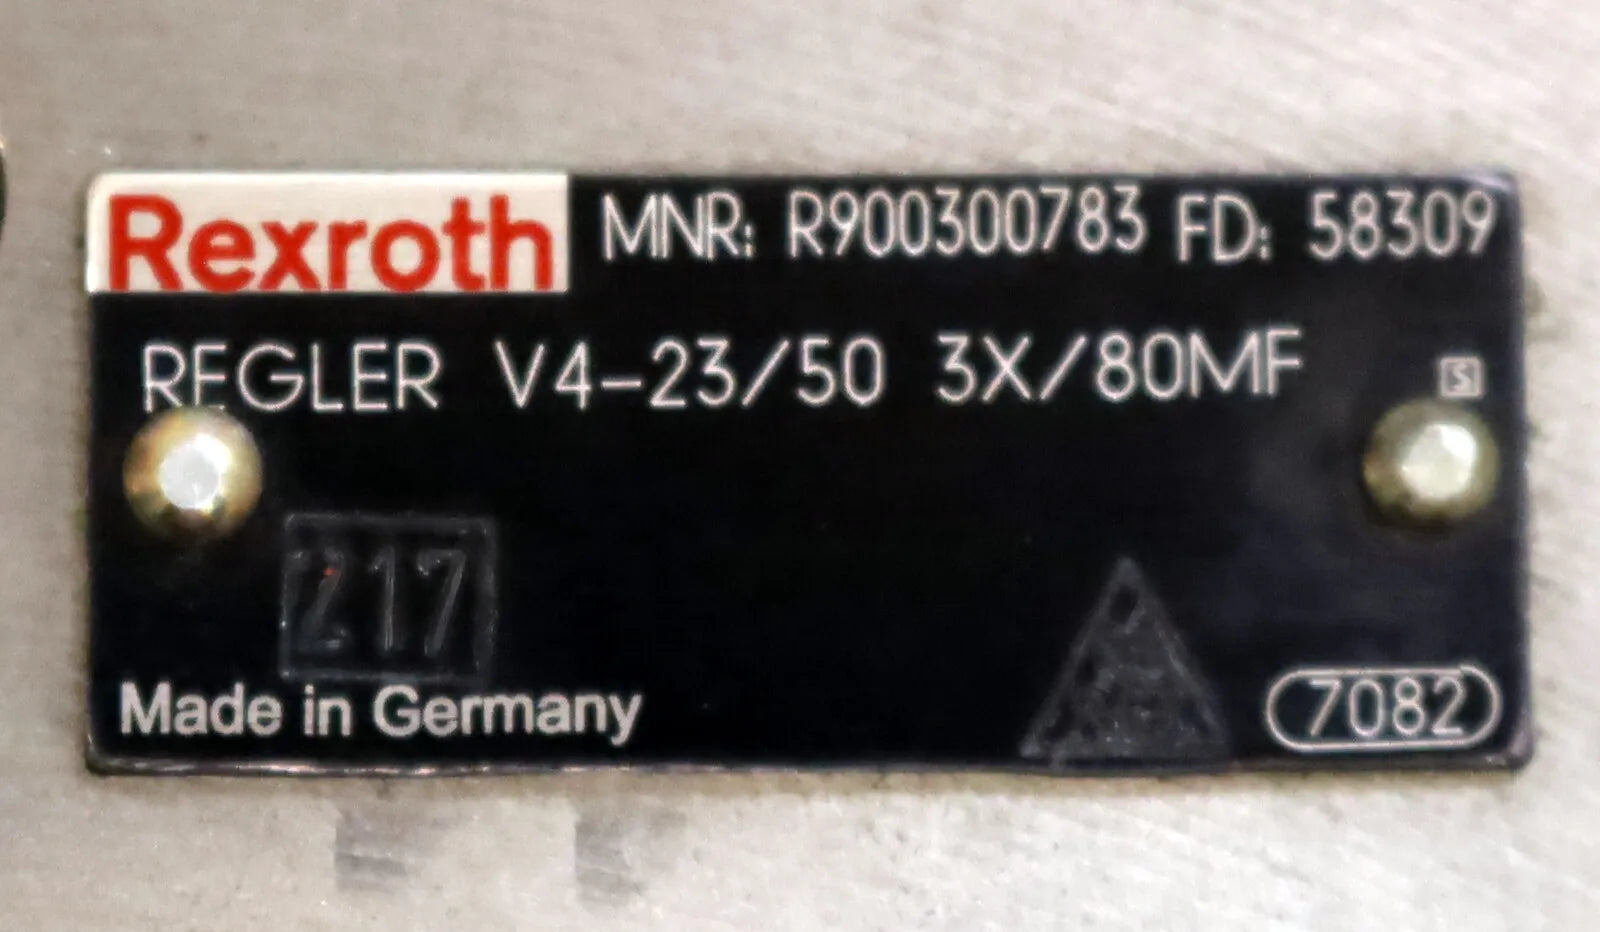 Rexroth MNR: R900300783 FD: 58309
REGLER V4-23/50 3X/80MF
S
217
Made in Germany
7082